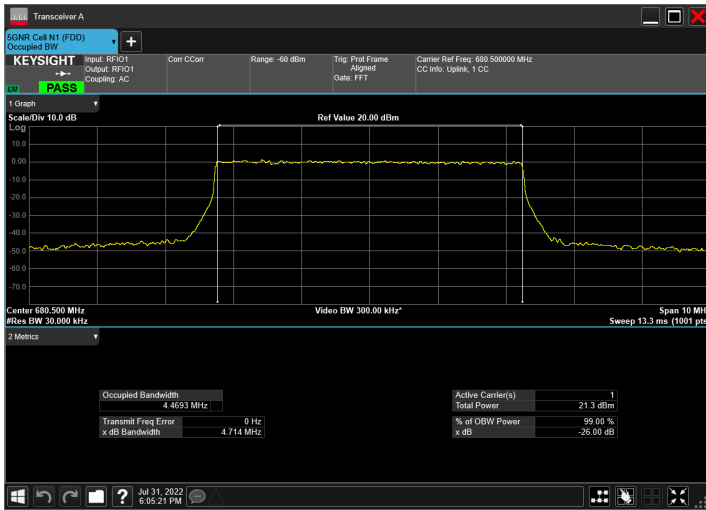 Transceiver A
5GNR Cell N1 (FDD)
Occupied BW
KEYSIGHT
LXI
PASS
Input: RFIO1
Output: RFIO1
Coupling: AC
Corr CCorr
Range: -60 dBm
Trig: Prot Frame
Aligned
Gate: FFT
Carrier Ref Freq: 680.500000 MHz
CC Info: Uplink, 1 CC
1 Graph
Scale/Div 10.0 dB
Ref Value 20.00 dBm
Log
10.0
0.00
-10.0
-20.0
-30.0
-40.0
-50.0
-60.0
-70.0
Center 680.500 MHz
Video BW 300.00 kHz*
Span 10 MH
#Res BW 30.000 kHz
Sweep 13.3 ms (1001 pts
2 Metrics
Occupied Bandwidth
4.4693 MHz
Transmit Freq Error 0 Hz
x dB Bandwidth 4.714 MHz
Active Carrier(s) 1
Total Power 21.3 dBm
% of OBW Power 99.00 %
x dB -26.00 dB
?
Jul 31, 2022
6:05:21 PM